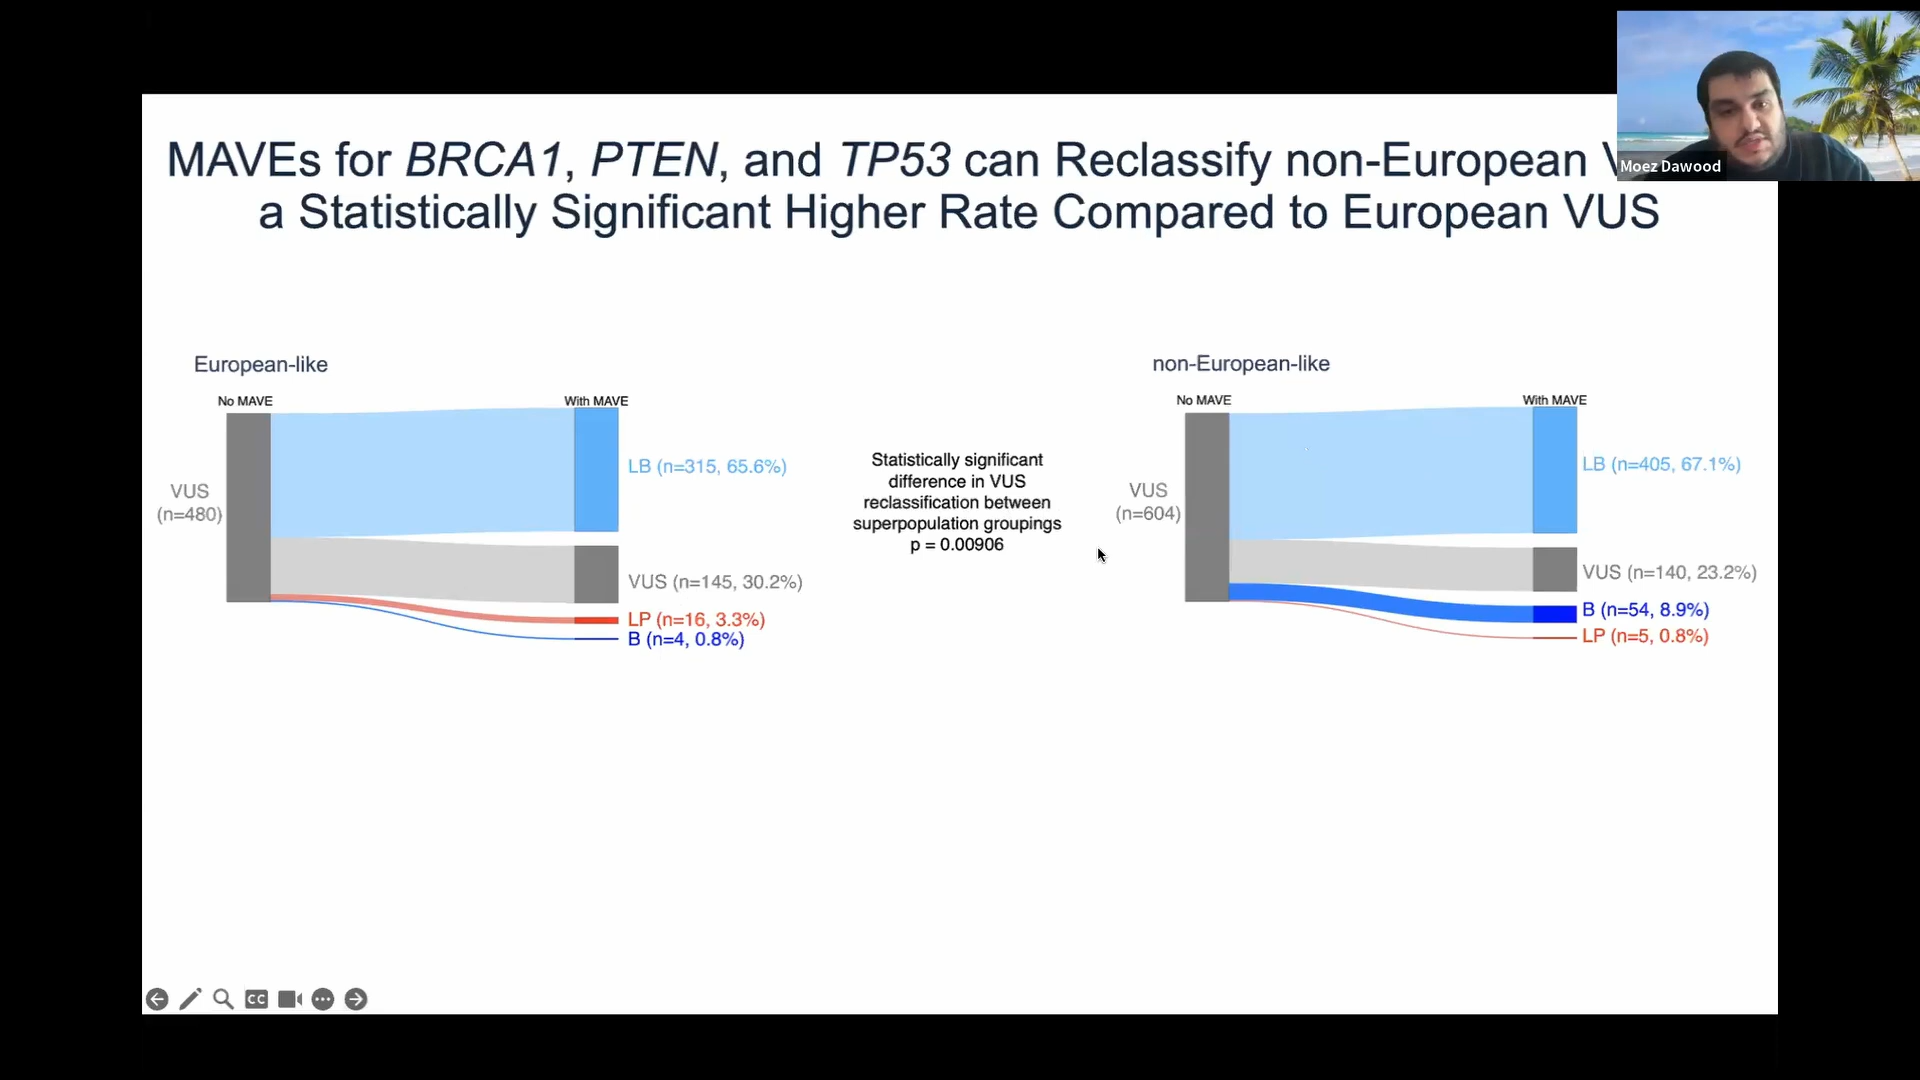 Moez Dawood
MAVEs for BRCA1, PTEN, and TP53 can Reclassify non-European
a Statistically Significant Higher Rate Compared to European VUS
European-like
No MAVE
With MAVE
VUS
(n=480)
LB (n=315, 65.6%)
VUS (n=145, 30.2%)
LP (n=16, 3.3%)
B (n=4, 0.8%)
Statistically significant
difference in VUS
reclassification between
superpopulation groupings
p = 0.00906
non-European-like
No MAVE
With MAVE
VUS
(n=604)
LB (n=405, 67.1%)
VUS (n=140, 23.2%)
B (n=54, 8.9%)
LP (n=5, 0.8%)
CC